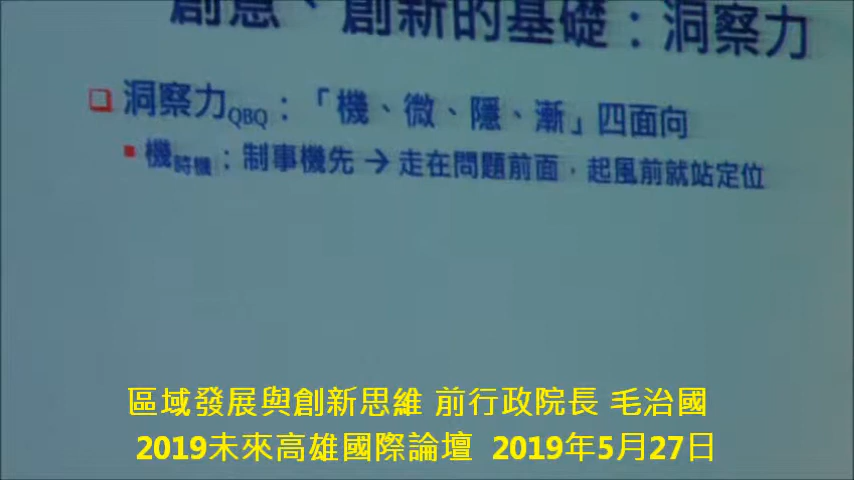 創意、創新的基礎：洞察力
洞察力QBQ：「機、微、隱、漸」四面向
機時機：制事機先→走在問題前面，起風前就站定位
區域發展與創新思維 前行政院長 毛治國
2019未來高雄國際論壇 2019年5月27日